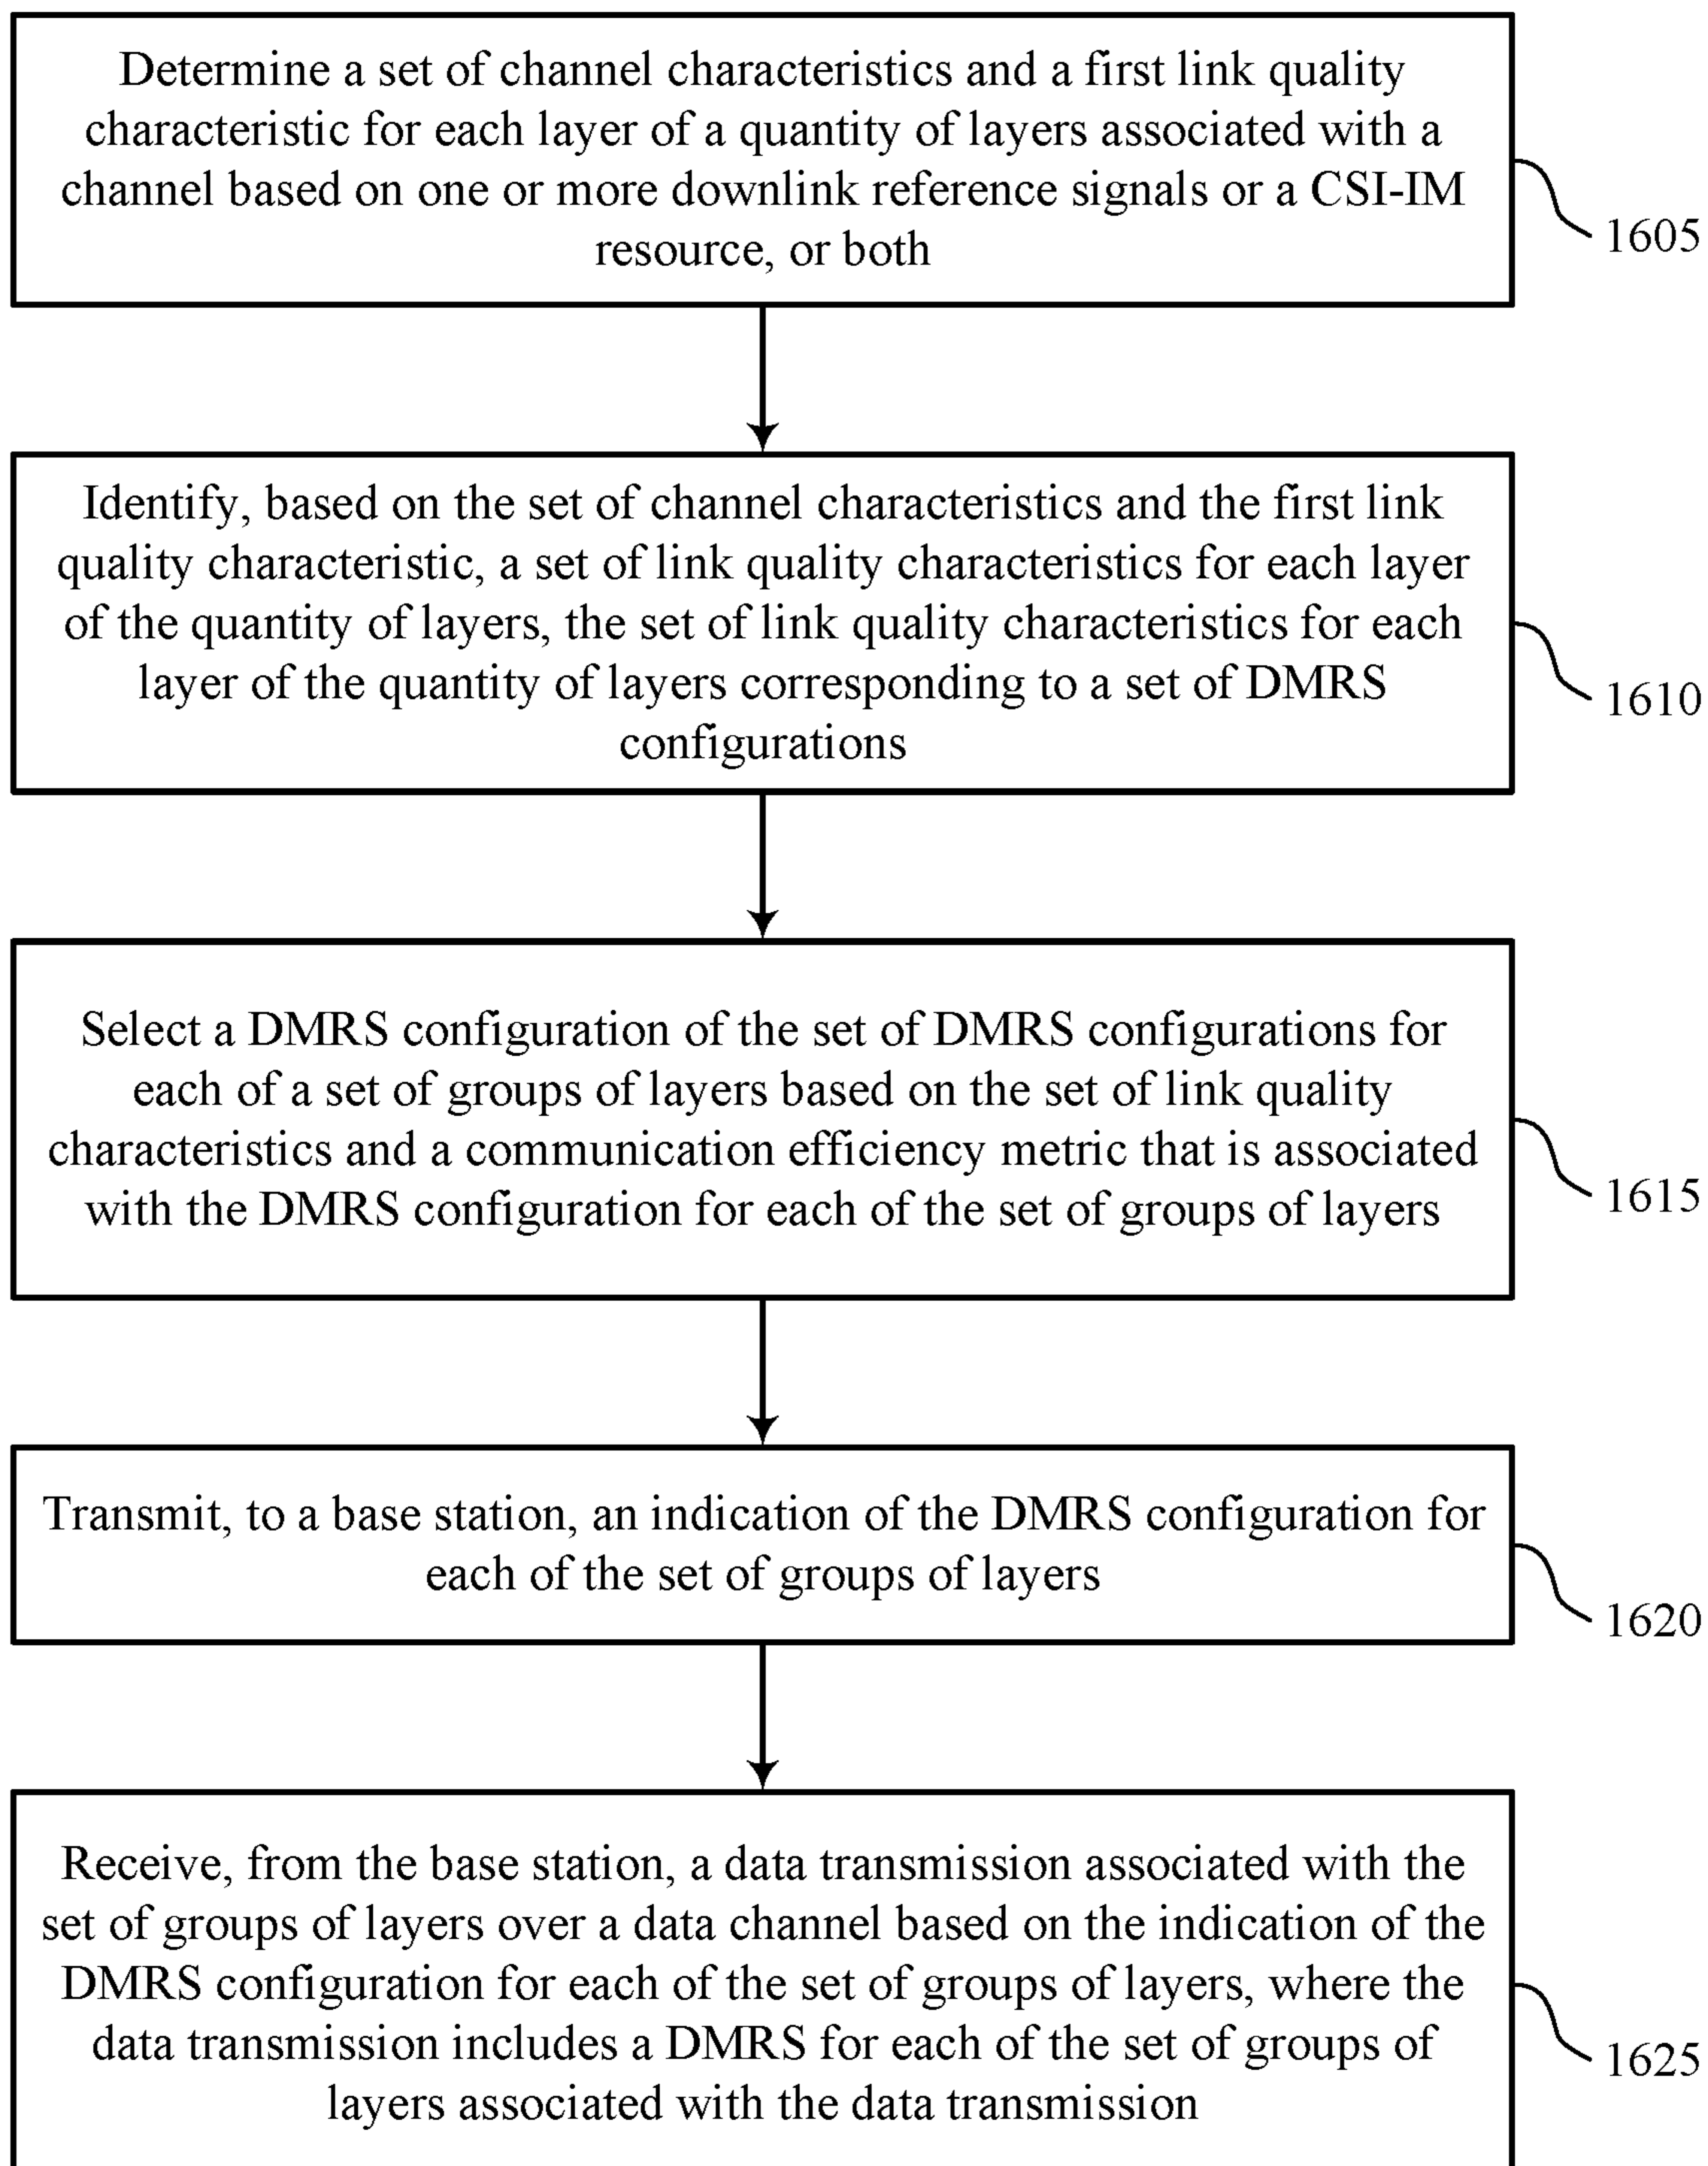 Determine a set of channel characteristics and a first link quality
characteristic for each layer of a quantity of layers associated with a
channel based on one or more downlink reference signals or a CSI-IM
resource, or both
1605
Identify, based on the set of channel characteristics and the first link
quality characteristic, a set of link quality characteristics for each layer
of the quantity of layers, the set of link quality characteristics for each
layer of the quantity of layers corresponding to a set of DMRS
configurations
1610
Select a DMRS configuration of the set of DMRS configurations for
each of a set of groups of layers based on the set of link quality
characteristics and a communication efficiency metric that is associated
with the DMRS configuration for each of the set of groups of layers
1615
Transmit, to a base station, an indication of the DMRS configuration for
each of the set of groups of layers
1620
Receive, from the base station, a data transmission associated with the
set of groups of layers over a data channel based on the indication of the
DMRS configuration for each of the set of groups of layers, where the
data transmission includes a DMRS for each of the set of groups of
layers associated with the data transmission
1625